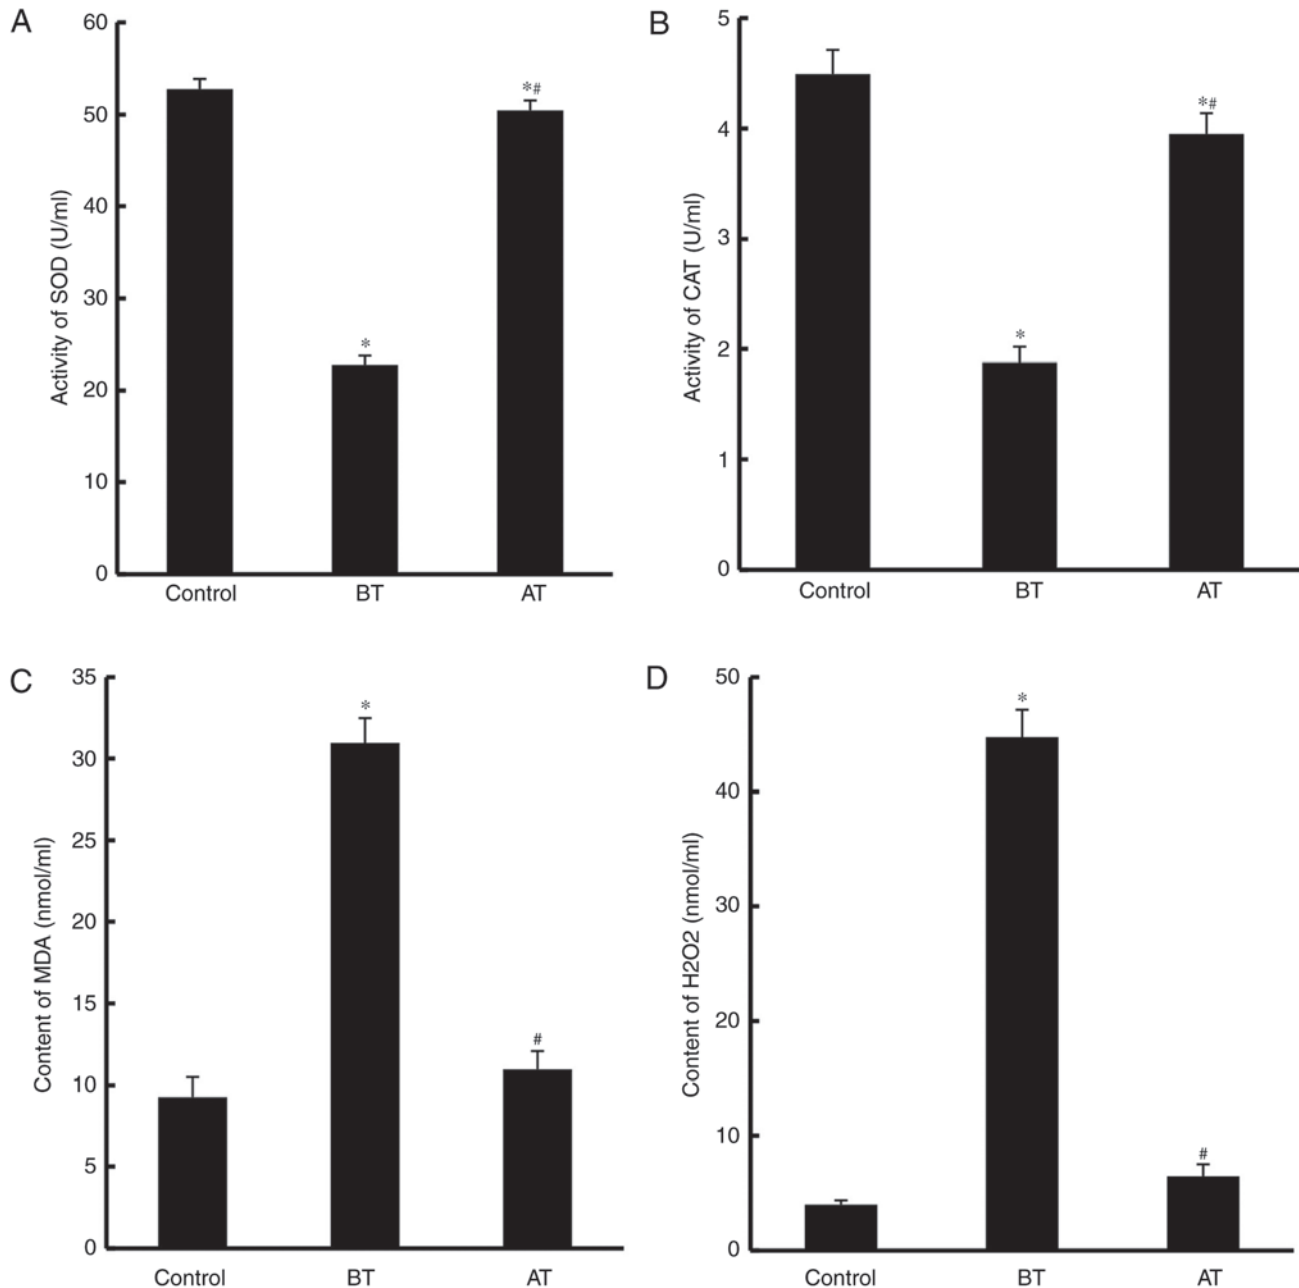 A
60
50
40
30
20
10
0
Activity of SOD (U/ml)
*
*#
Control BT AT
B
5
4
3
2
1
0
Activity of CAT (U/ml)
*
*#
Control BT AT
C
35
30
25
20
15
10
5
0
Content of MDA (nmol/ml)
*
#
Control BT AT
D
50
40
30
20
10
0
Content of H2O2 (nmol/ml)
*
#
Control BT AT